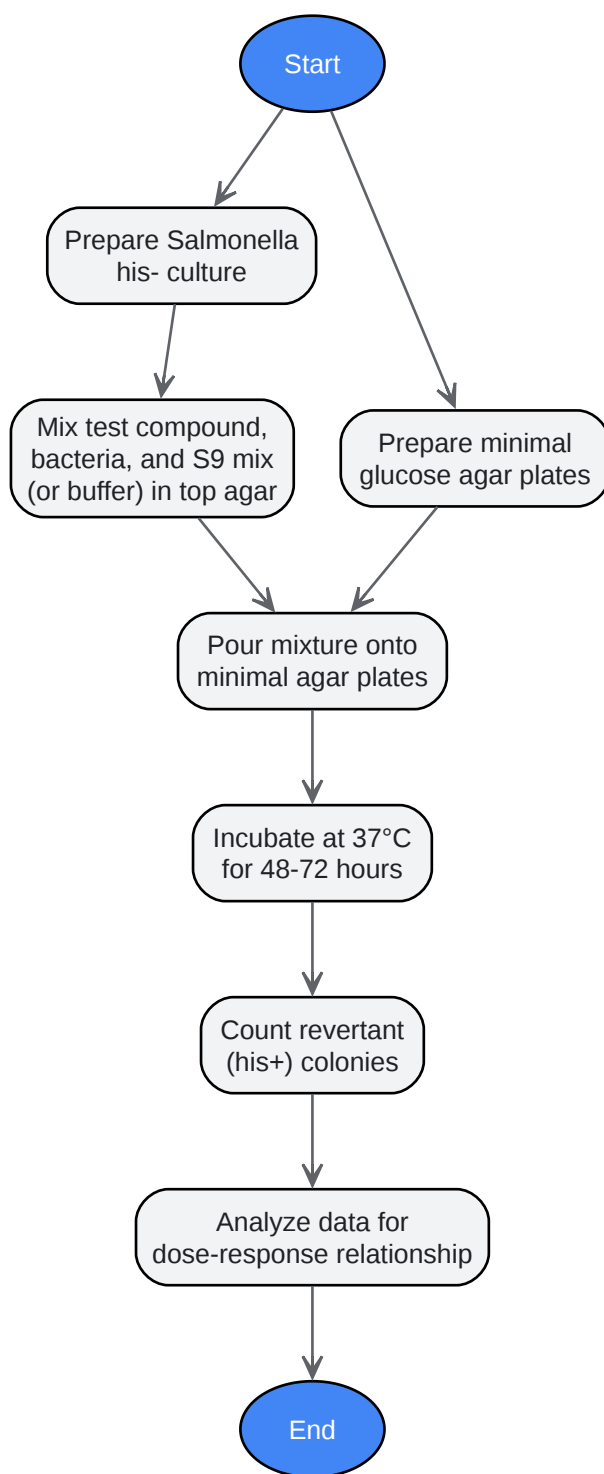 Start
Prepare Salmonella
his- culture
Mix test compound,
bacteria, and S9 mix
(or buffer) in top agar
Prepare minimal
glucose agar plates
Pour mixture onto
minimal agar plates
Incubate at 37°C
for 48-72 hours
Count revertant
(his+) colonies
Analyze data for
dose-response relationship
End